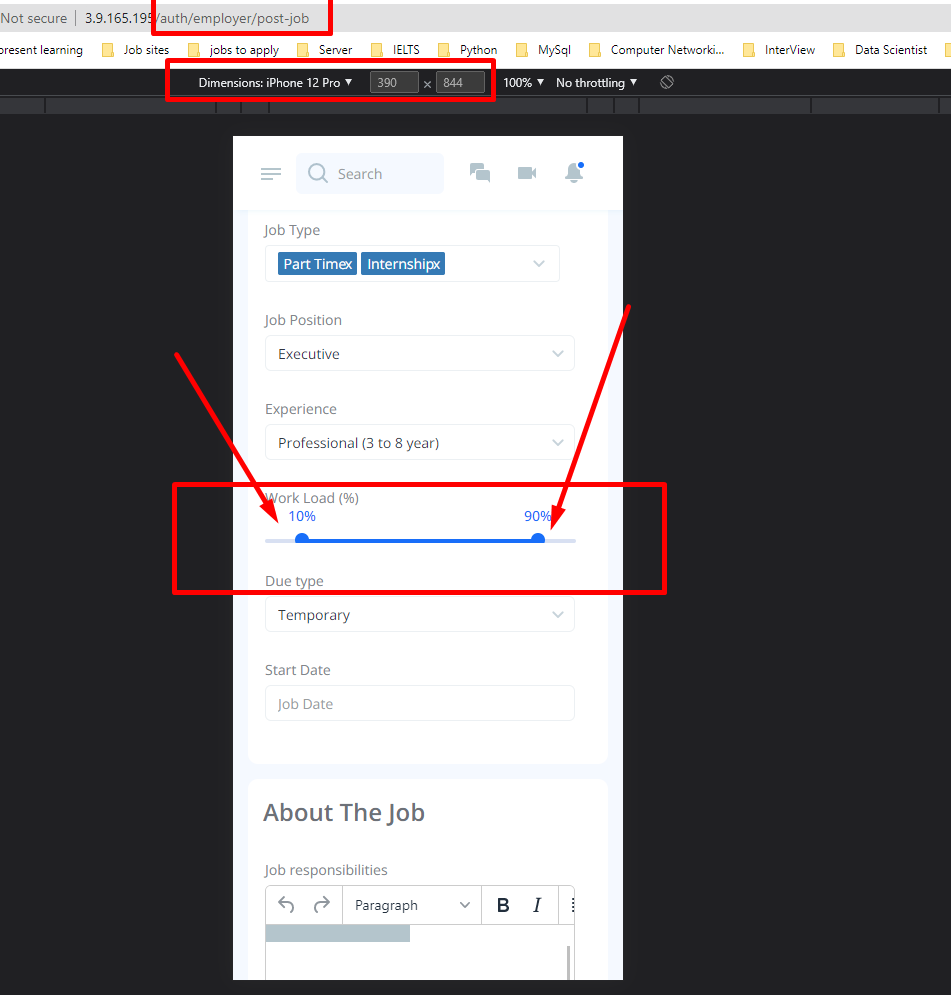 Not secure | 3.9.165.195/auth/employer/post-job
present learning Job sites jobs to apply Server IELTS Python MySql Computer Networki... InterView Data Scientist
Dimensions: iPhone 12 Pro ▼ 390 × 844 100% ▼ No throttling ▼
Search
Job Type
Part Timex Internshipx
Job Position
Executive
Experience
Professional (3 to 8 year)
Work Load (%)
10% 90%
Due type
Temporary
Start Date
Job Date
About The Job
Job responsibilities
Paragraph B I